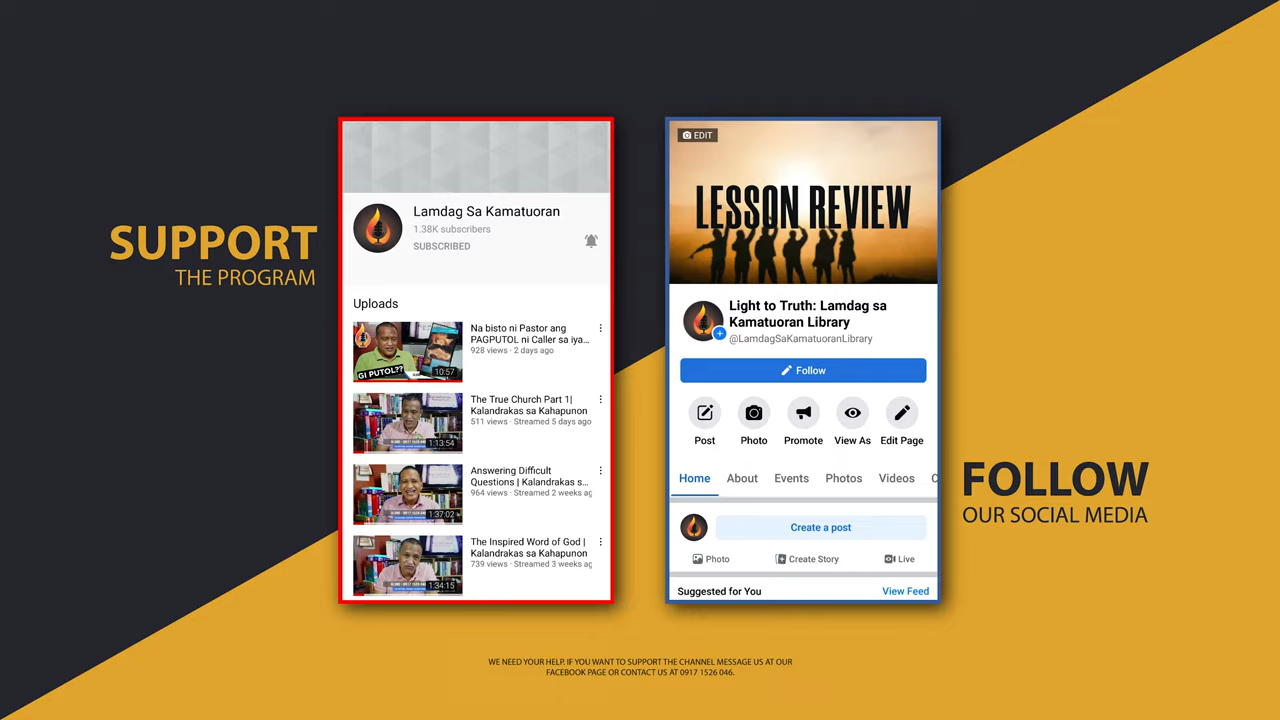 SUPPORT
THE PROGRAM
Lamdag Sa Kamatuoran
1.38K subscribers
SUBSCRIBED
Uploads
GI PUTOL??
10:57
Na bisto ni Pastor ang
PAGPUTOL ni Caller sa iya...
928 views · 2 days ago
1:13:54
The True Church Part 1|
Kalandrakas sa Kahapunon
511 views · Streamed 5 days ago
1:37:02
Answering Difficult
Questions | Kalandrakas s...
964 views · Streamed 2 weeks ag
1:34:15
The Inspired Word of God |
Kalandrakas sa Kahapunon
739 views · Streamed 3 weeks ag
EDIT
LESSON REVIEW
Light to Truth: Lamdag sa
Kamatuoran Library
@LamdagSaKamatuoranLibrary
Follow
Post Photo Promote View As Edit Page
Home About Events Photos Videos C
Create a post
Photo Create Story Live
Suggested for You View Feed
FOLLOW
OUR SOCIAL MEDIA
WE NEED YOUR HELP. IF YOU WANT TO SUPPORT THE CHANNEL MESSAGE US AT OUR
FACEBOOK PAGE OR CONTACT US AT 0917 1526 046.